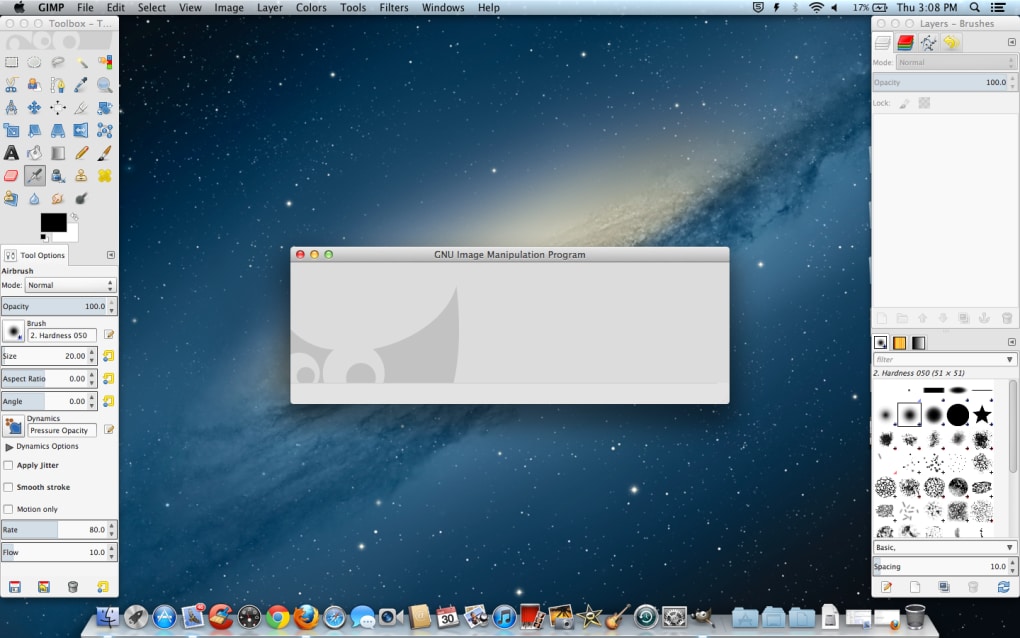 GIMP File Edit Select View Image Layer Colors Tools Filters Windows Help 17% Thu 3:08 PM
Toolbox – T...
Tool Options
Airbrush
Mode: Normal
Opacity 100.0
Brush
2. Hardness 050
Size 20.00
Aspect Ratio 0.00
Angle 0.00
Dynamics
Pressure Opacity
Dynamics Options
Apply Jitter
Smooth stroke
Motion only
Rate 80.0
Flow 10.0
GNU Image Manipulation Program
Layers – Brushes
Mode: Normal
Opacity 100.0
Lock:
filter
2. Hardness 050 (51 × 51)
Basic,
Spacing 10.0
30